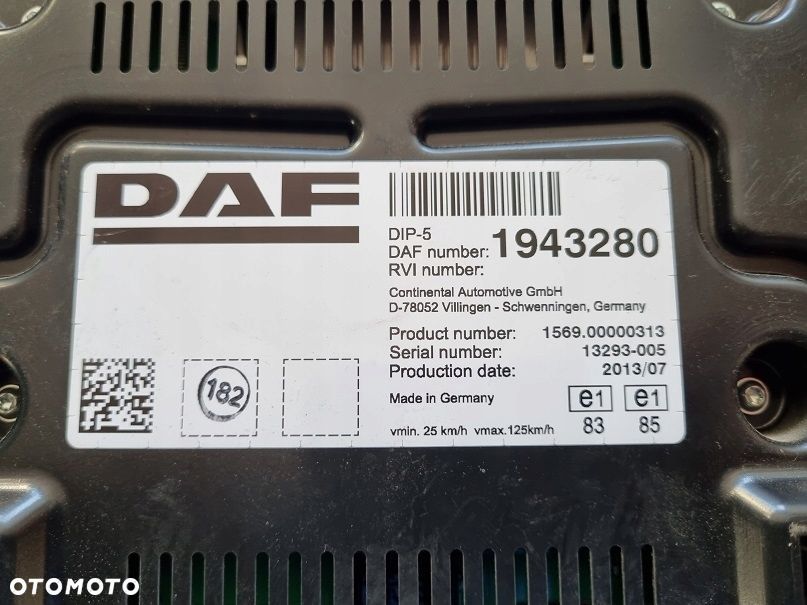 DAF
DIP-5
DAF number: 1943280
RVI number:
Continental Automotive GmbH
D-78052 Villingen - Schwenningen, Germany
Product number: 1569.00000313
Serial number: 13293-005
Production date: 2013/07
Made in Germany
e1 e1
83 85
vmin. 25 km/h vmax.125km/h
182
OTOMOTO